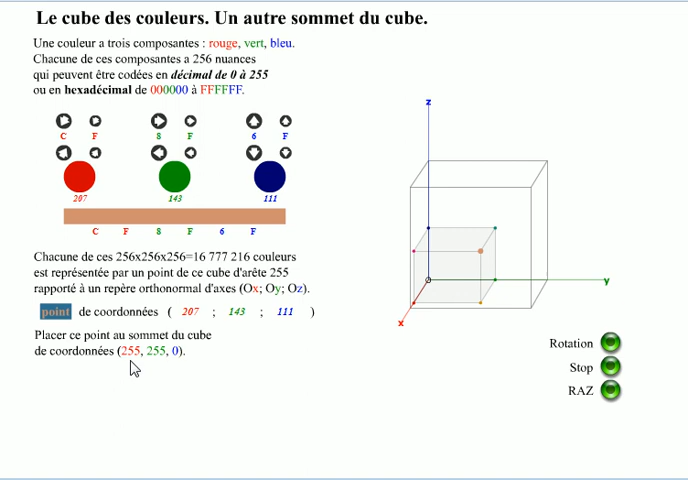 Le cube des couleurs. Un autre sommet du cube.
Une couleur a trois composantes : rouge, vert, bleu.
Chacune de ces composantes a 256 nuances
qui peuvent être codées en décimal de 0 à 255
ou en hexadécimal de 000000 à FFFFFF.
C F 8 F 6 F
207 143 111
C F 8 F 6 F
Chacune de ces 256x256x256=16 777 216 couleurs
est représentée par un point de ce cube d'arête 255
rapporté à un repère orthonormal d'axes (Ox; Oy; Oz).
point de coordonnées ( 207 ; 143 ; 111 )
Placer ce point au sommet du cube
de coordonnées (255, 255, 0).
z
y
x
Rotation
Stop
RAZ